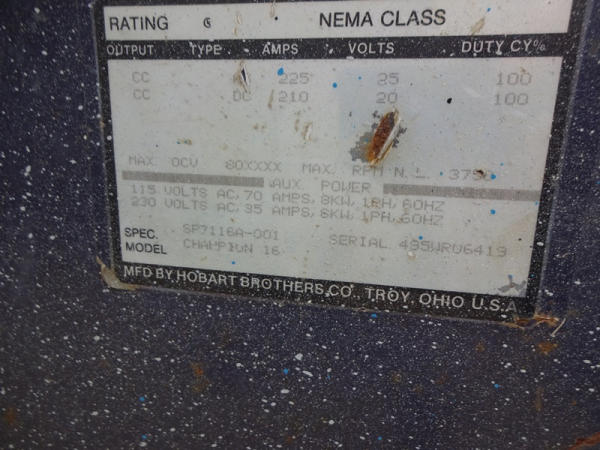 RATING G NEMA CLASS
OUTPUT TYPE AMPS VOLTS DUTY CY%
CC 225 25 100
CC DC 210 20 100
MAX. OCV 80XXXX MAX. RPM N.L. 375
AUX. POWER
115 VOLTS AC, 70 AMPS, 8KW, 1PH, 60HZ
230 VOLTS AC, 35 AMPS, 8KW, 1PH, 60HZ
SPEC. SP7116A-001 SERIAL 495WRU6419
MODEL CHAMPION 16
MFD BY HOBART BROTHERS CO. TROY, OHIO U.S.A